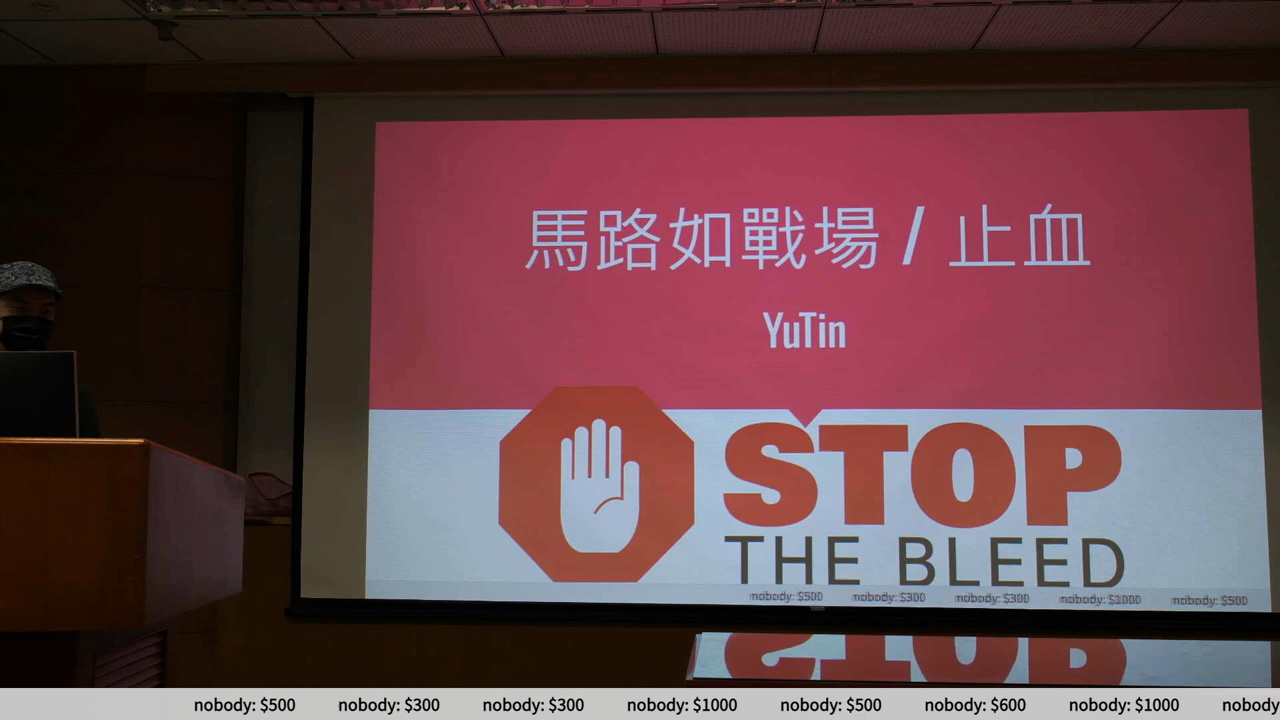 馬路如戰場 / 止血
YuTin
STOP
THE BLEED
nobody: $500 nobody: $300 nobody: $300 nobody: $1000 nobody: $500
STOP
nobody: $500 nobody: $300 nobody: $300 nobody: $1000 nobody: $500 nobody: $600 nobody: $1000 nobody